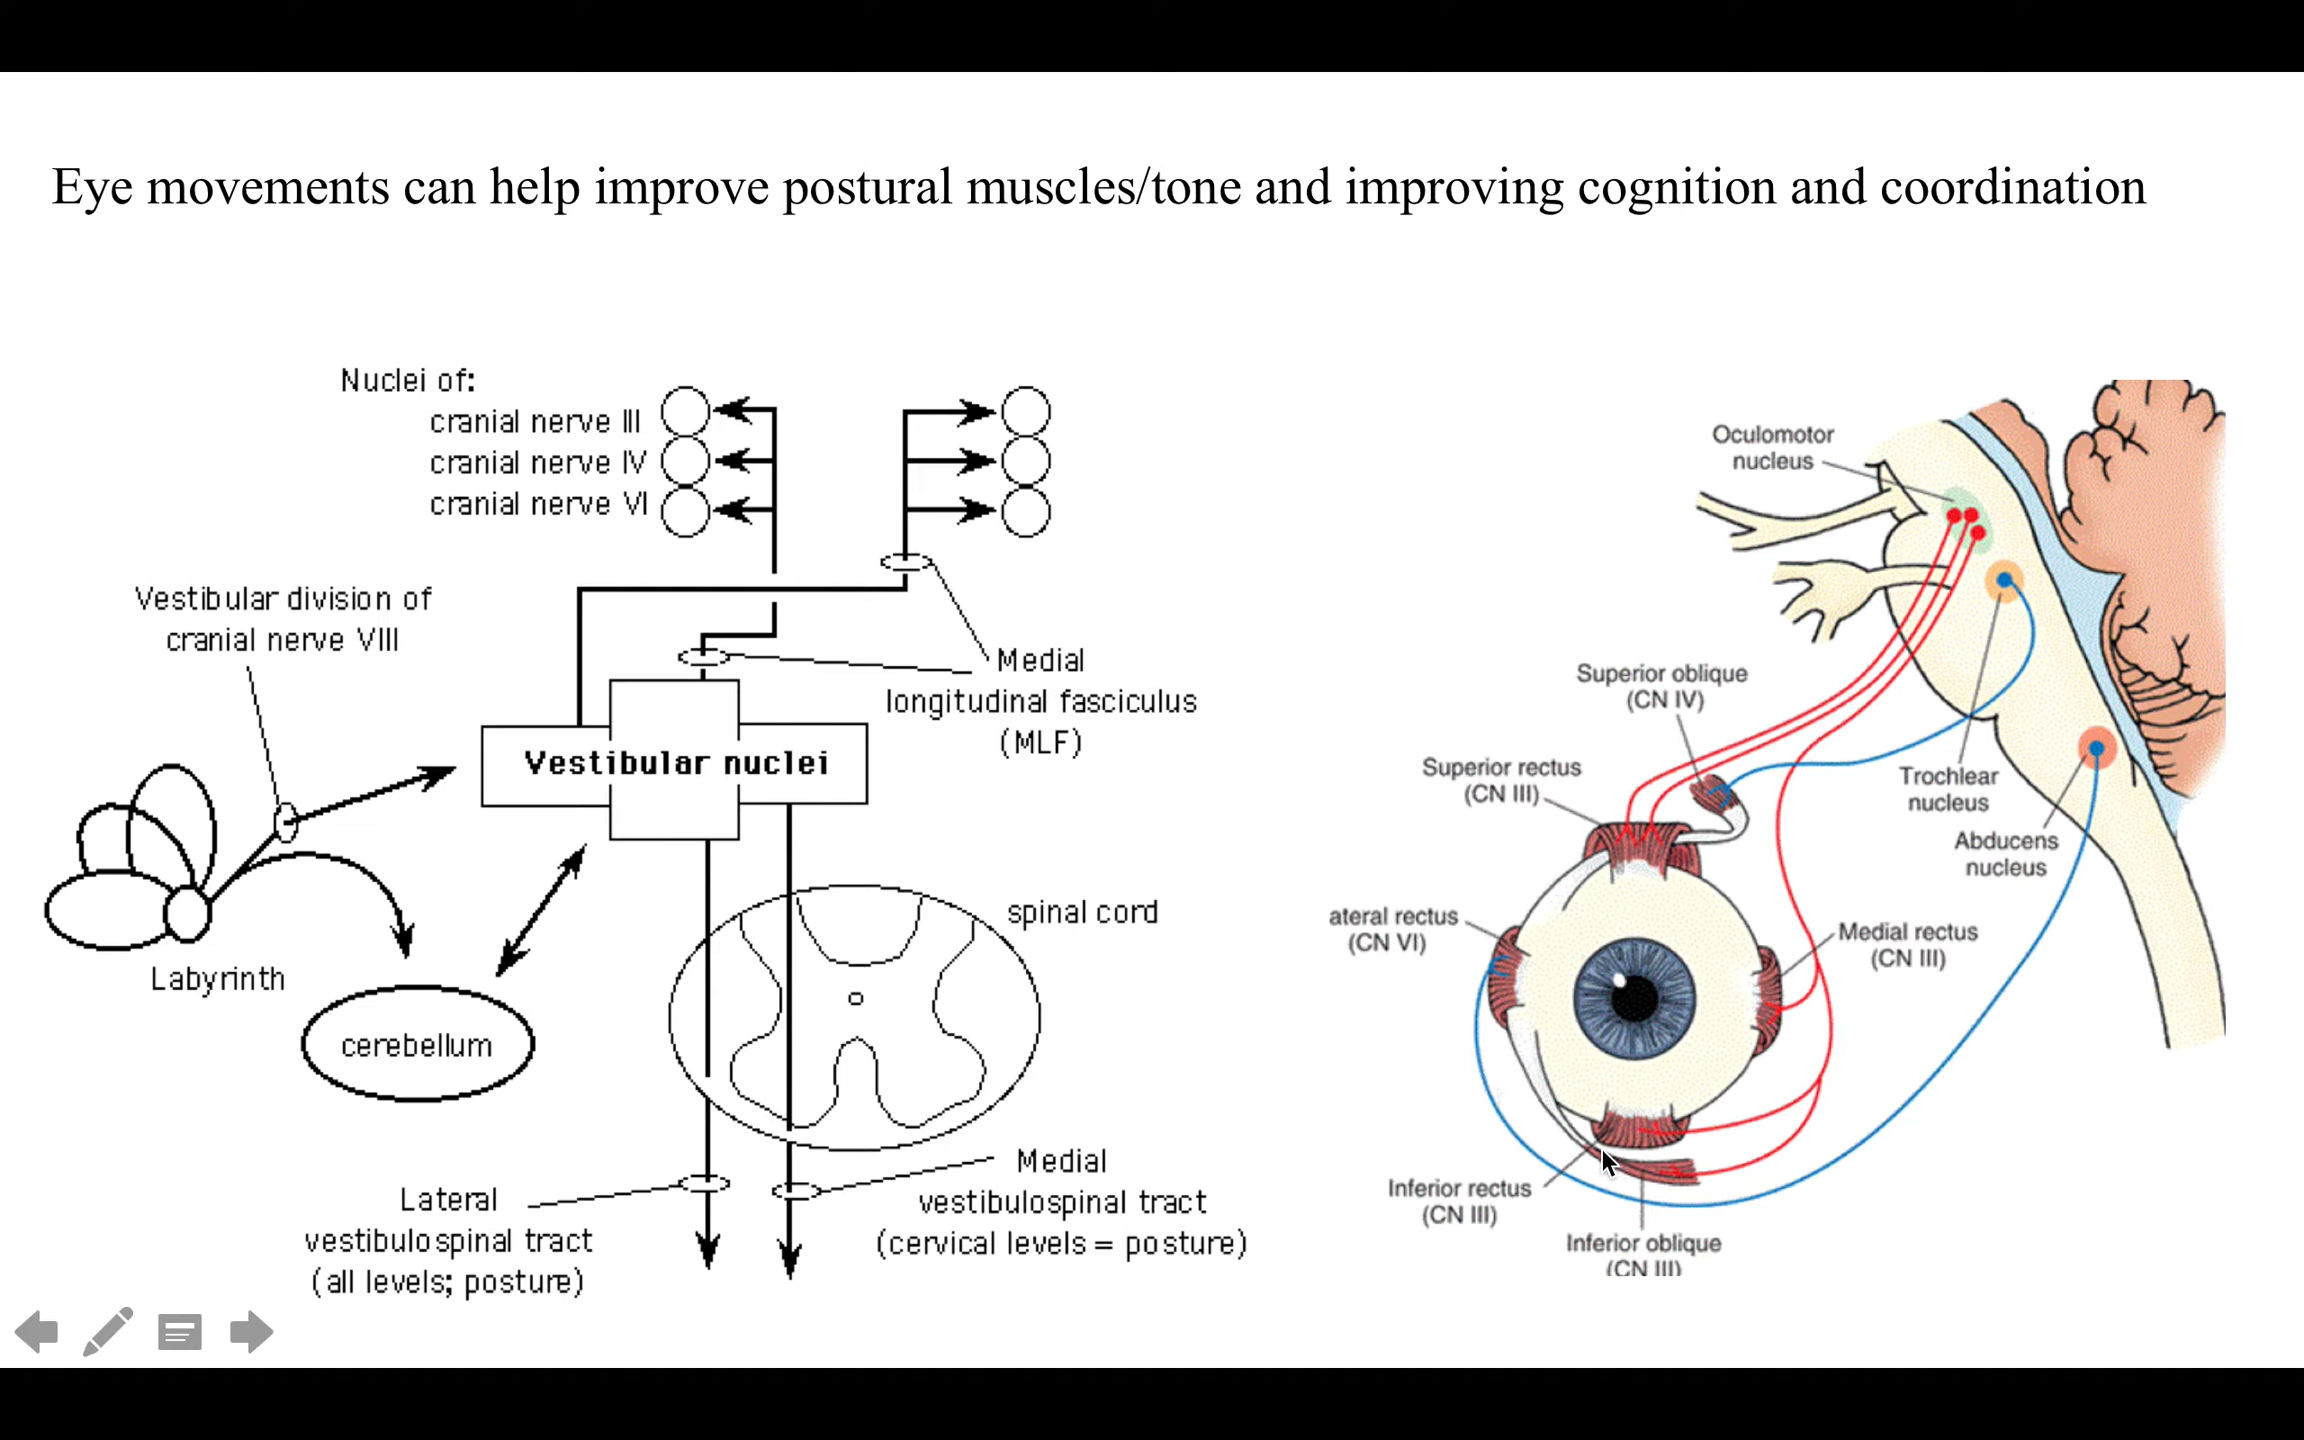 Eye movements can help improve postural muscles/tone and improving cognition and coordination
Nuclei of:
cranial nerve III
cranial nerve IV
cranial nerve VI
Vestibular division of
cranial nerve VIII
Medial
longitudinal fasciculus
(MLF)
Vestibular nuclei
Labyrinth
cerebellum
spinal cord
Lateral
vestibulospinal tract
(all levels; posture)
Medial
vestibulospinal tract
(cervical levels = posture)
Oculomotor
nucleus
Superior oblique
(CN IV)
Superior rectus
(CN III)
Trochlear
nucleus
Abducens
nucleus
ateral rectus
(CN VI)
Medial rectus
(CN III)
Inferior rectus
(CN III)
Inferior oblique
(CN III)